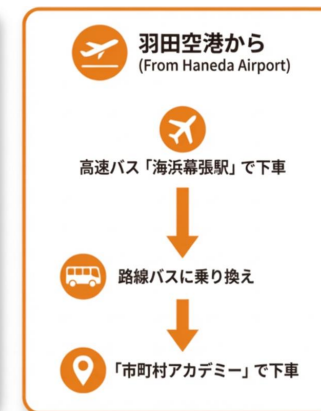 羽田空港から
(From Haneda Airport)
高速バス「海浜幕張駅」で下車
路線バスに乗り換え
「市町村アカデミー」で下車